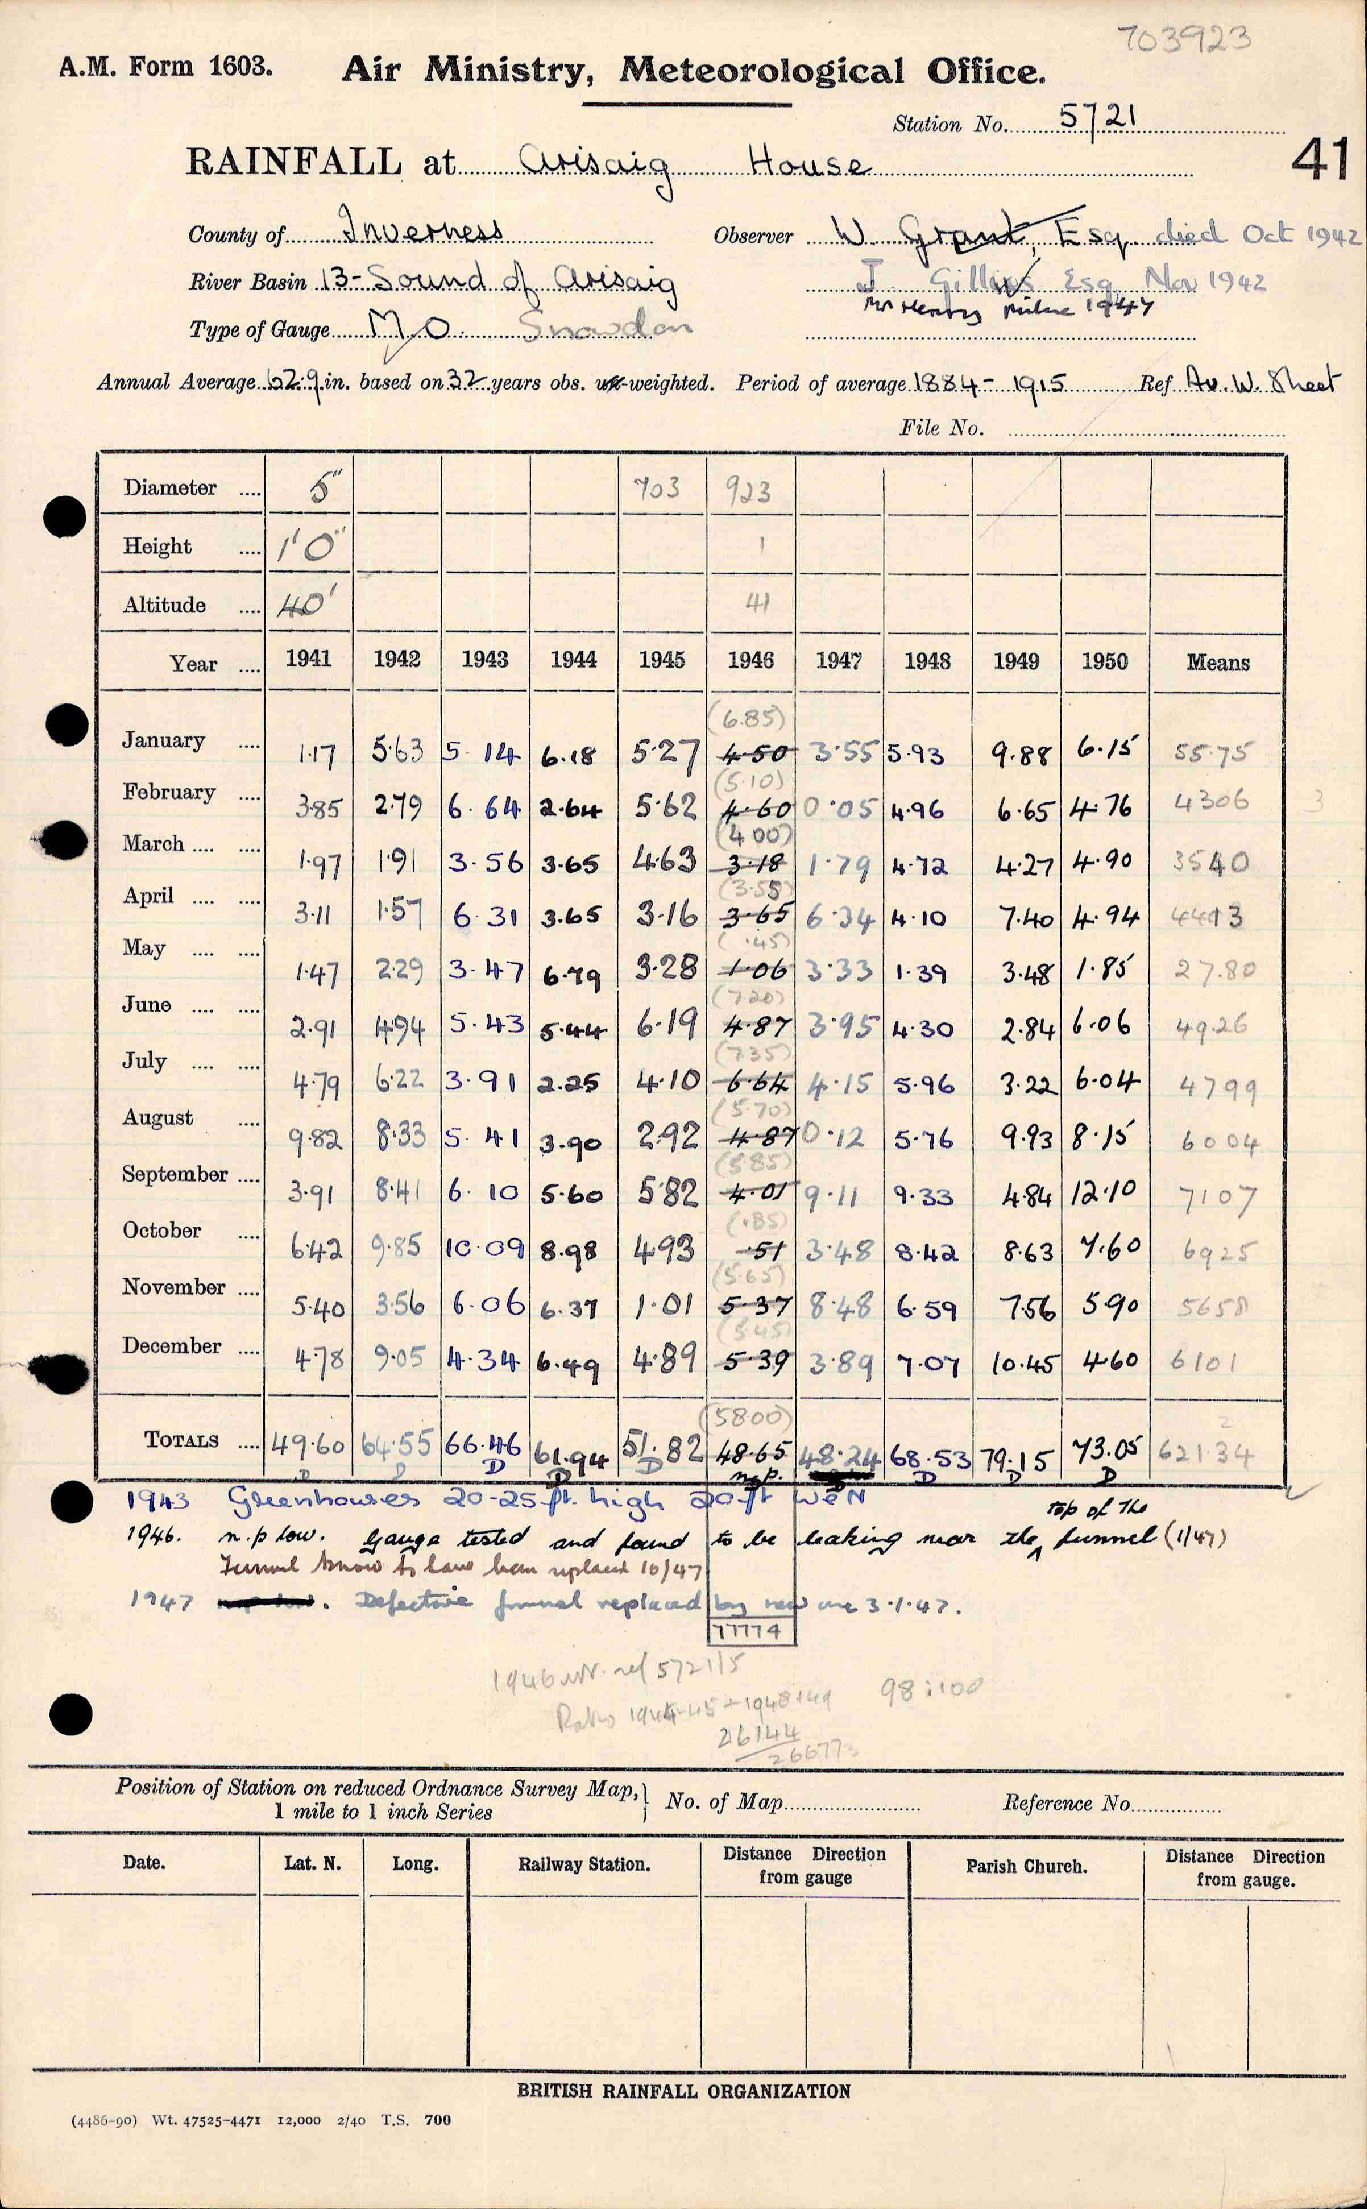 703923
A.M. Form 1603. Air Ministry, Meteorological Office.
Station No. 5721
41
RAINFALL at Arisaig House
County of Inverness Observer W. Grant, Esq. died Oct 1942
River Basin 13 - Sound of Arisaig J Esq Nov 1942
Mr Henry Milne 1947
Type of Gauge M O Snowdon
Annual Average 62.9 in. based on 32 years obs. -weighted. Period of average 1884 - 1915 Ref Av. W. Sheet
File No.
Diameter .... 5" 703 923
Height .... 1' 0" 1
Altitude .... 40' 41
Year .... 1941 1942 1943 1944 1945 1946 1947 1948 1949 1950 Means
(6.85)
January .... 1.17 5.63 5.14 6.18 5.27 4.50 3.55 5.93 9.88 6.15 55.75
(5.10)
February .... 3.85 2.79 6.64 2.64 5.62 4.60 0.05 4.96 6.65 4.76 4306 3
(4.00)
March .... .... 1.97 1.91 3.56 3.65 4.63 3.18 1.79 4.72 4.27 4.90 3540
(3.55)
April .... .... 3.11 1.57 6.31 3.65 3.16 3.65 6.34 4.10 7.40 4.94 4413
(.45)
May .... .... 1.47 2.29 3.47 6.79 3.28 1.06 3.33 1.39 3.48 1.85 27.80
(7.20)
June .... .... 2.91 4.94 5.43 5.44 6.19 4.87 3.95 4.30 2.84 6.06 49.26
(7.35)
July .... .... 4.79 6.22 3.91 2.25 4.10 6.64 4.15 5.96 3.22 6.04 4799
(5.70)
August .... 9.82 8.33 5.41 3.90 2.92 4.87 0.12 5.76 9.93 8.15 6004
(5.85)
September .... 3.91 8.41 6.10 5.60 5.82 4.01 9.11 9.33 4.84 12.10 7107
(.85)
October .... 6.42 9.85 10.09 8.98 4.93 .51 3.48 8.42 8.63 7.60 6925
(5.65)
November .... 5.40 3.56 6.06 6.37 1.01 5.37 8.48 6.59 7.56 5.90 5658
(5.45)
December .... 4.78 9.05 4.34 6.49 4.89 5.39 3.89 7.07 10.45 4.60 6101
(5800) 2
TOTALS .... 49.60 64.55 66.46 61.94 51.82 48.65 48.24 68.53 79.15 73.05 621.34
D D D D D n.p. D D D
1943 Greenhouses 20-25 ft. high 20 ft W & N
top of the
1946. n.p low. Gauge tested and found to be leaking near the funnel (1/47)
Funnel know to have been replaced 10/47
1947 . Defective funnel replaced by new one 3.1.47.
77774
1946 ref 5721/5
Ratio 1944-45 + 1948+49 98:100
26144
26677
Position of Station on reduced Ordnance Survey Map, 1 mile to 1 inch Series No. of Map Reference No.
Date. Lat. N. Long. Railway Station. Distance from gauge Direction Parish Church. Distance Direction from gauge.
BRITISH RAINFALL ORGANIZATION
(4486-90) Wt. 47525-4471 12,000 2/40 T.S. 700